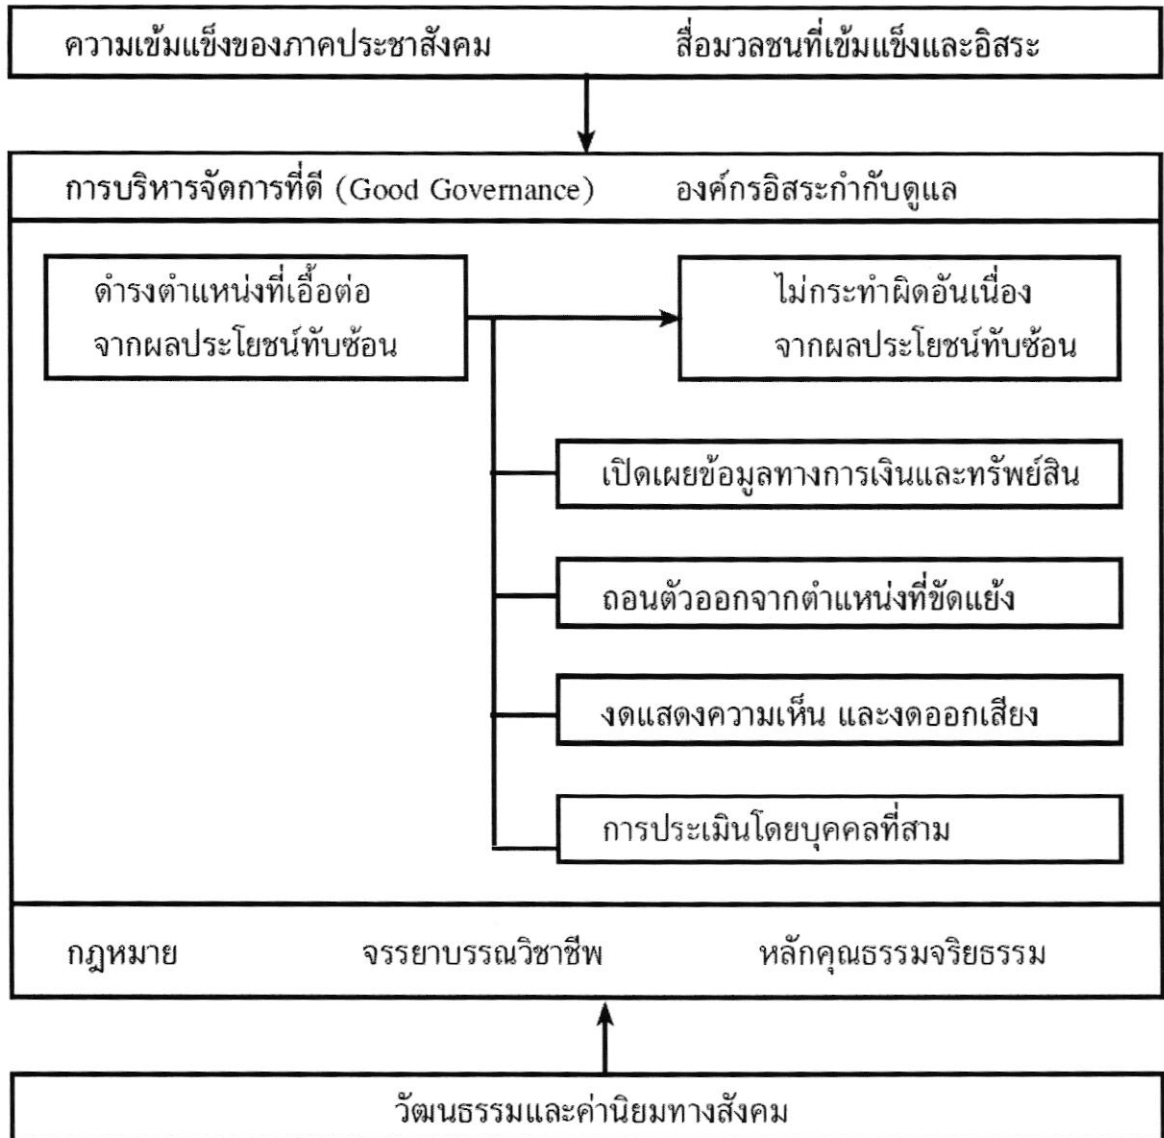 ความเข้มแข็งของภาคประชาสังคม สื่อมวลชนที่เข้มแข็งและอิสระ
การบริหารจัดการที่ดี (Good Governance) องค์กรอิสระกำกับดูแล
ดำรงตำแหน่งที่เอื้อต่อ
จากผลประโยชน์ทับซ้อน
ไม่กระทำผิดอันเนื่อง
จากผลประโยชน์ทับซ้อน
เปิดเผยข้อมูลทางการเงินและทรัพย์สิน
ถอนตัวออกจากตำแหน่งที่ขัดแย้ง
งดแสดงความเห็น และงดออกเสียง
การประเมินโดยบุคคลที่สาม
กฎหมาย จรรยาบรรณวิชาชีพ หลักคุณธรรมจริยธรรม
วัฒนธรรมและค่านิยมทางสังคม